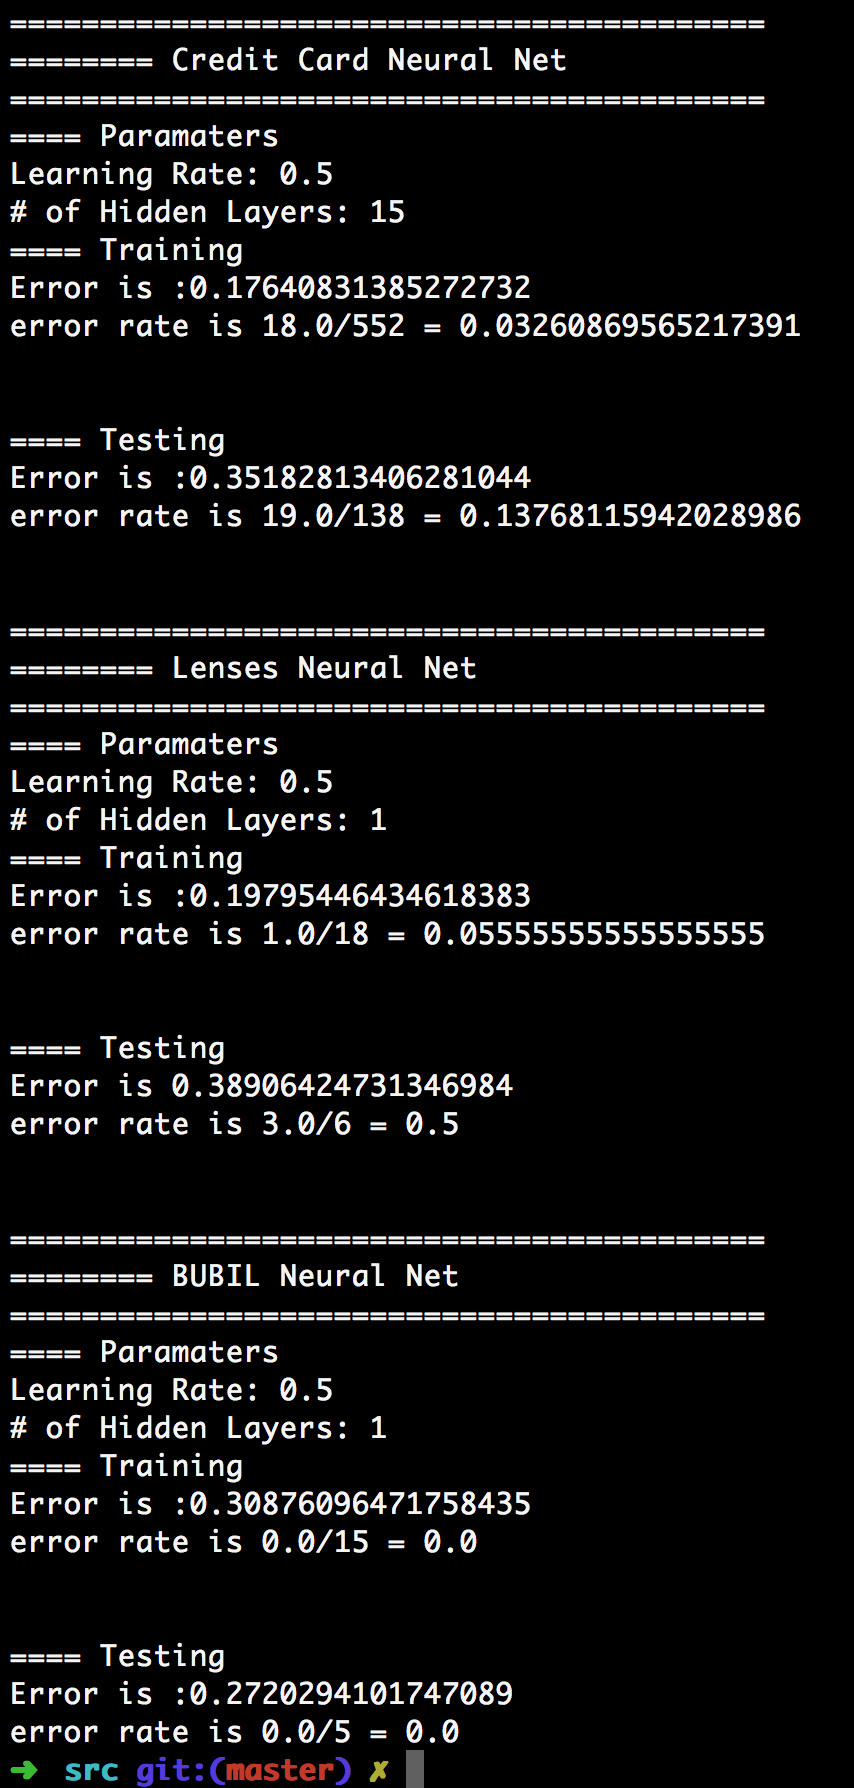 ==========================================
======== Credit Card Neural Net
==========================================
==== Paramaters
Learning Rate: 0.5
# of Hidden Layers: 15
==== Training
Error is :0.17640831385272732
error rate is 18.0/552 = 0.03260869565217391
==== Testing
Error is :0.35182813406281044
error rate is 19.0/138 = 0.13768115942028986
==========================================
======== Lenses Neural Net
==========================================
==== Paramaters
Learning Rate: 0.5
# of Hidden Layers: 1
==== Training
Error is :0.19795446434618383
error rate is 1.0/18 = 0.05555555555555555
==== Testing
Error is 0.38906424731346984
error rate is 3.0/6 = 0.5
==========================================
======== BUBIL Neural Net
==========================================
==== Paramaters
Learning Rate: 0.5
# of Hidden Layers: 1
==== Training
Error is :0.30876096471758435
error rate is 0.0/15 = 0.0
==== Testing
Error is :0.2720294101747089
error rate is 0.0/5 = 0.0
➜ src git:(master) ✗